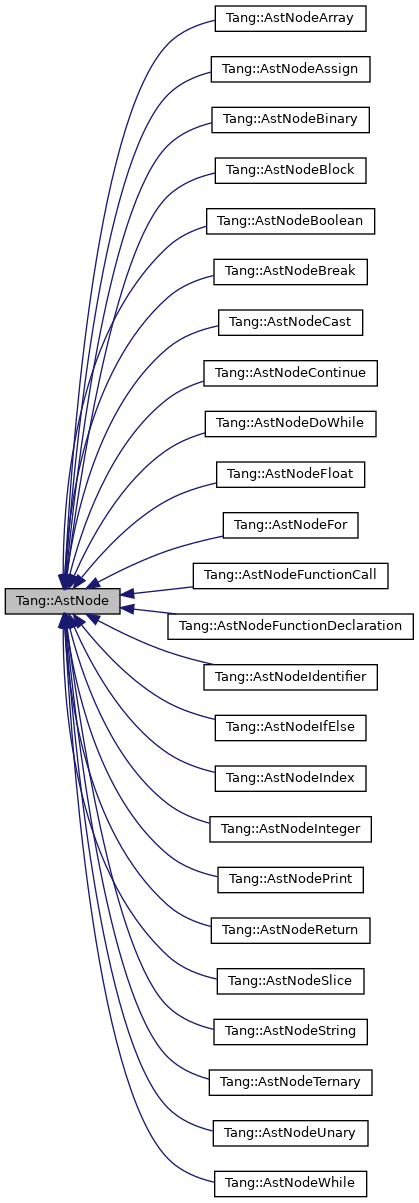 Tang::AstNodeArray
Tang::AstNodeAssign
Tang::AstNodeBinary
Tang::AstNodeBlock
Tang::AstNodeBoolean
Tang::AstNodeBreak
Tang::AstNodeCast
Tang::AstNodeContinue
Tang::AstNodeDoWhile
Tang::AstNodeFloat
Tang::AstNodeFor
Tang::AstNodeFunctionCall
Tang::AstNode
Tang::AstNodeFunctionDeclaration
Tang::AstNodeIdentifier
Tang::AstNodeIfElse
Tang::AstNodeIndex
Tang::AstNodeInteger
Tang::AstNodePrint
Tang::AstNodeReturn
Tang::AstNodeSlice
Tang::AstNodeString
Tang::AstNodeTernary
Tang::AstNodeUnary
Tang::AstNodeWhile